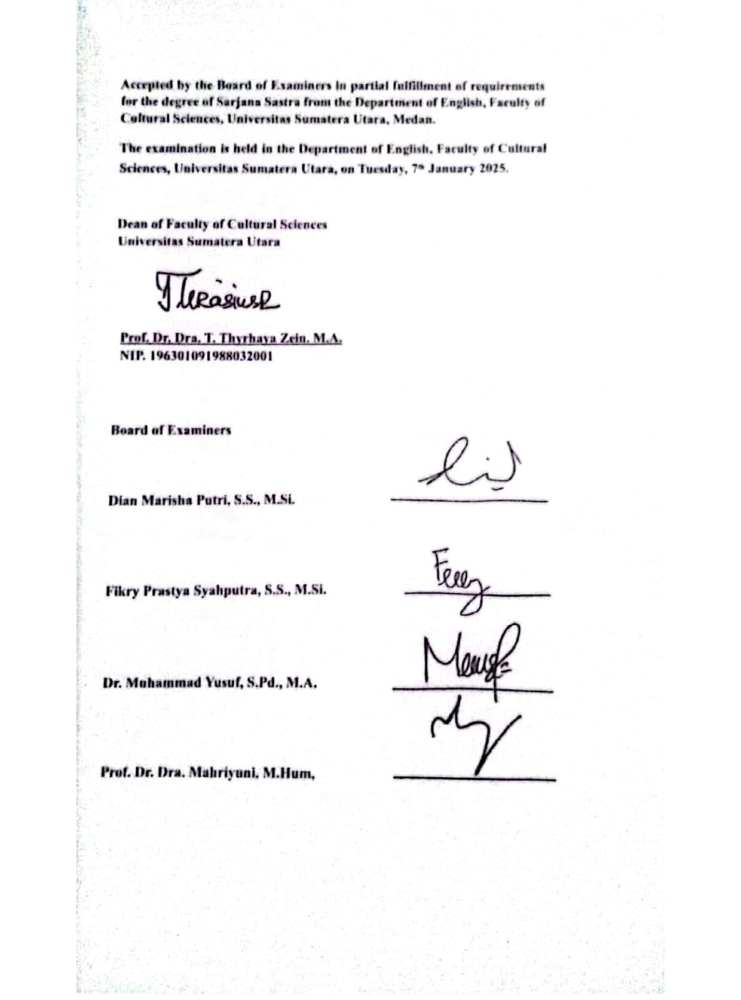 Accepted by the Board of Examiners in partial fulfillment of requirements
for the degree of Sarjana Sastra from the Department of English, Faculty of
Cultural Sciences, Universitas Sumatera Utara, Medan.
The examination is held in the Department of English, Faculty of Cultural
Sciences, Universitas Sumatera Utara, on Tuesday, 7th January 2025.
Dean of Faculty of Cultural Sciences
Universitas Sumatera Utara
Prof. Dr. Dra. T. Thyrhaya Zein, M.A.
NIP. 196301091988032001
Board of Examiners
Dian Marisha Putri, S.S., M.Si.
Fikry Prastya Syahputra, S.S., M.Si.
Dr. Muhammad Yusuf, S.Pd., M.A.
Prof. Dr. Dra. Mahriyuni, M.Hum,